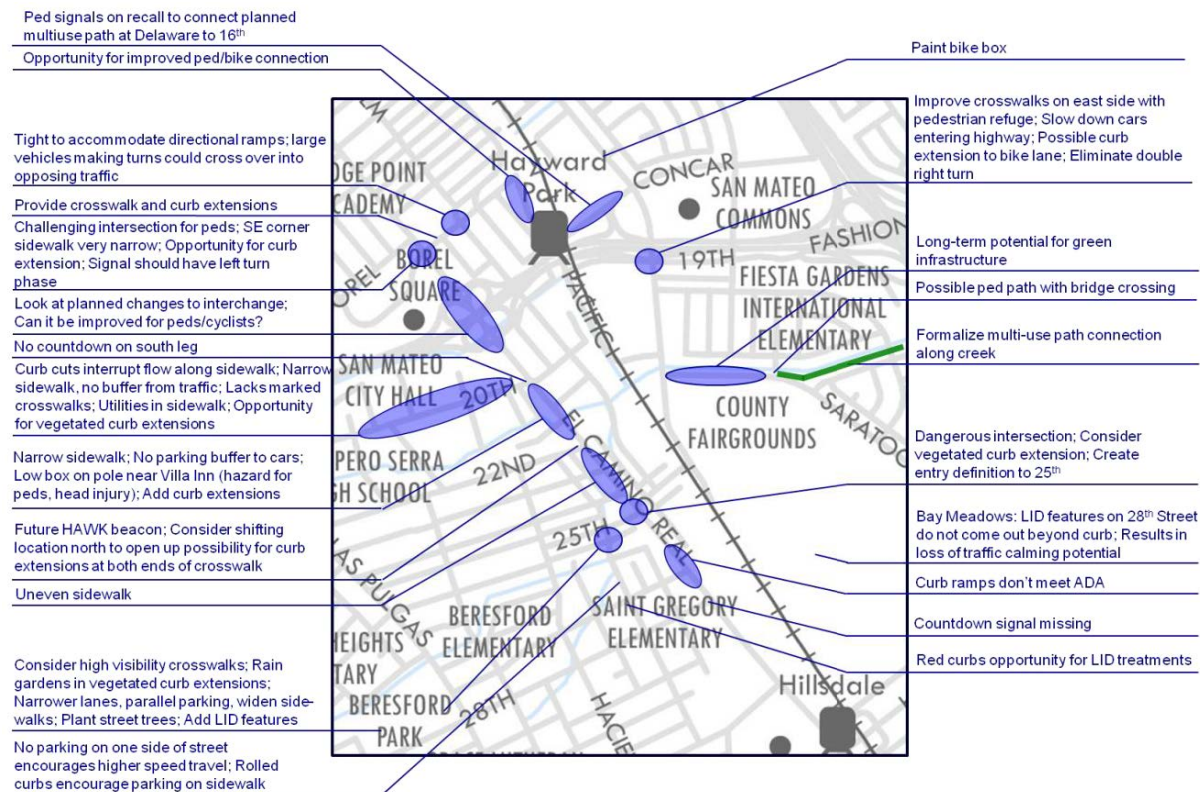 Ped signals on recall to connect planned
multiuse path at Delaware to 16th
Opportunity for improved ped/bike connection
Tight to accommodate directional ramps; large
vehicles making turns could cross over into
opposing traffic
Provide crosswalk and curb extensions
Challenging intersection for peds; SE corner
sidewalk very narrow; Opportunity for curb
extension; Signal should have left turn
phase
Look at planned changes to interchange;
Can it be improved for peds/cyclists?
No countdown on south leg
Curb cuts interrupt flow along sidewalk; Narrow
sidewalk, no buffer from traffic; Lacks marked
crosswalks; Utilities in sidewalk; Opportunity
for vegetated curb extensions
Narrow sidewalk; No parking buffer to cars;
Low box on pole near Villa Inn (hazard for
peds, head injury); Add curb extensions
Future HAWK beacon; Consider shifting
location north to open up possibility for curb
extensions at both ends of crosswalk
Uneven sidewalk
Consider high visibility crosswalks; Rain
gardens in vegetated curb extensions;
Narrower lanes, parallel parking, widen side-
walks; Plant street trees; Add LID features
No parking on one side of street
encourages higher speed travel; Rolled
curbs encourage parking on sidewalk
LM
DGE POINT
CADEMY
Hayward
Park
CONCAR
SAN MATEO
COMMONS
FASHION
19TH
OREL
BOREL
SQUARE
PACIFIC
FIESTA GARDENS
INTERNATIONAL
ELEMENTARY
SAN MATEO
CITY HALL
20TH
COUNTY
FAIRGROUNDS
SARATOG
PERO SERRA
GH SCHOOL
22ND
EL CAMINO REAL
25TH
LAS PULGAS
BERESFORD
ELEMENTARY
SAINT GREGORY
ELEMENTARY
HEIGHTS
TARY
28TH
BERESFORD
PARK
HACIE
Hillsdale
Paint bike box
Improve crosswalks on east side with
pedestrian refuge; Slow down cars
entering highway; Possible curb
extension to bike lane; Eliminate double
right turn
Long-term potential for green
infrastructure
Possible ped path with bridge crossing
Formalize multi-use path connection
along creek
Dangerous intersection; Consider
vegetated curb extension; Create
entry definition to 25th
Bay Meadows: LID features on 28th Street
do not come out beyond curb; Results in
loss of traffic calming potential
Curb ramps don't meet ADA
Countdown signal missing
Red curbs opportunity for LID treatments